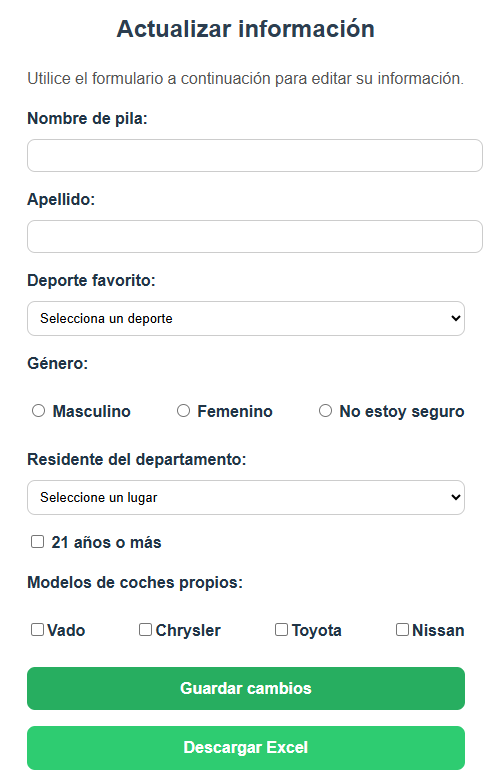 Actualizar información
Utilice el formulario a continuación para editar su información.
Nombre de pila:
Apellido:
Deporte favorito:
Selecciona un deporte
Género:
Masculino Femenino No estoy seguro
Residente del departamento:
Seleccione un lugar
21 años o más
Modelos de coches propios:
Vado Chrysler Toyota Nissan
Guardar cambios
Descargar Excel